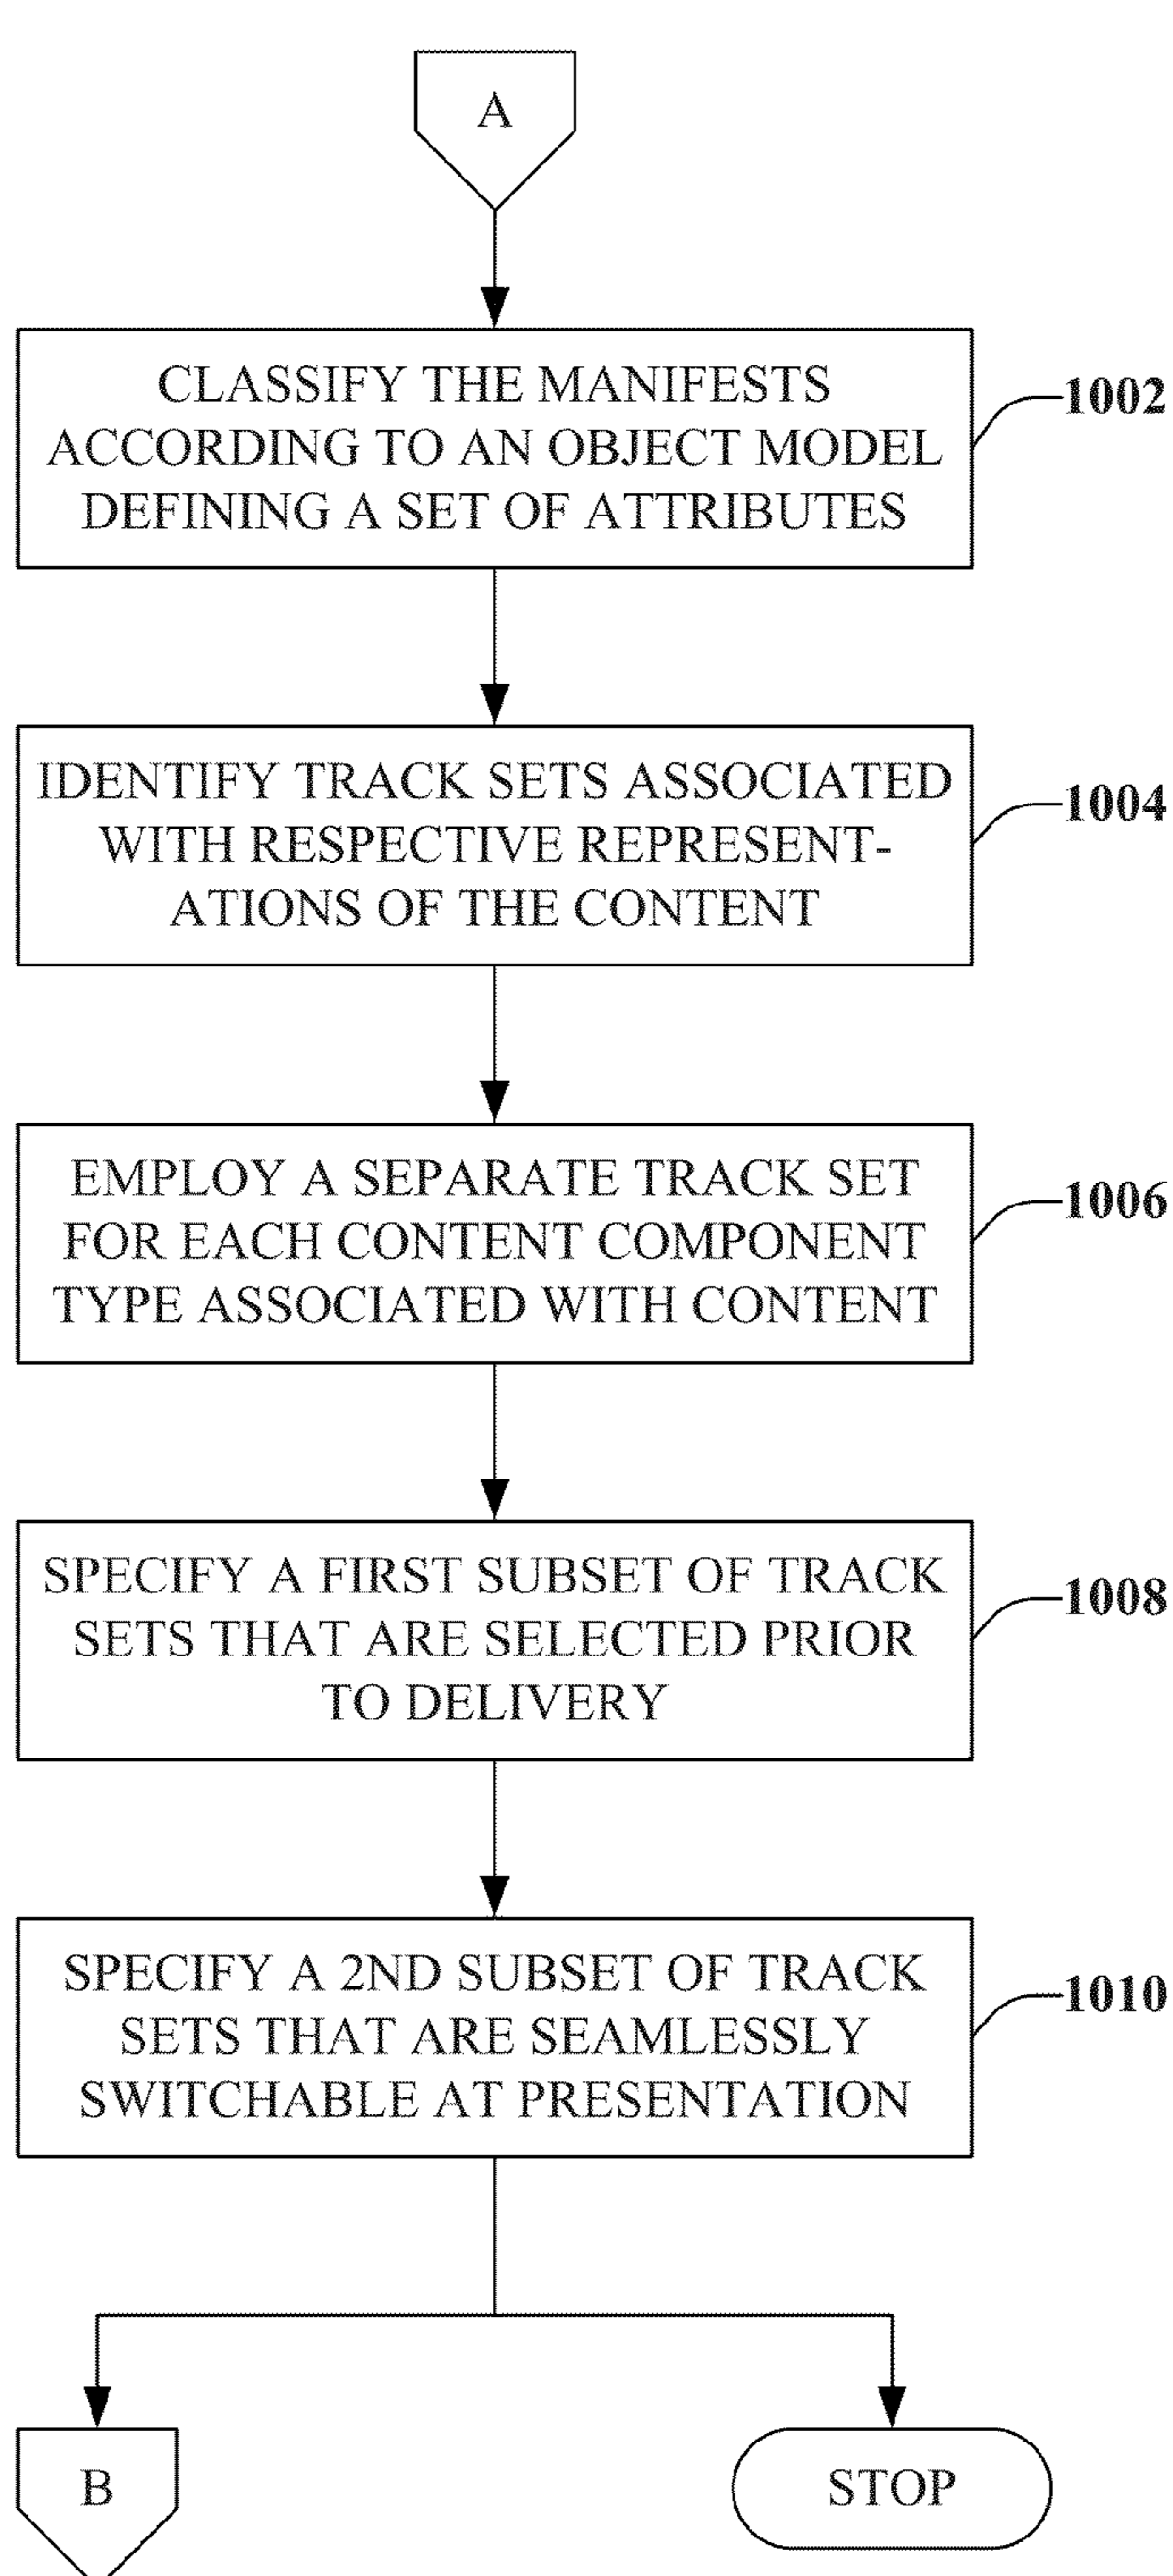 A
CLASSIFY THE MANIFESTS
ACCORDING TO AN OBJECT MODEL
DEFINING A SET OF ATTRIBUTES
1002
IDENTIFY TRACK SETS ASSOCIATED
WITH RESPECTIVE REPRESENT-
ATIONS OF THE CONTENT
1004
EMPLOY A SEPARATE TRACK SET
FOR EACH CONTENT COMPONENT
TYPE ASSOCIATED WITH CONTENT
1006
SPECIFY A FIRST SUBSET OF TRACK
SETS THAT ARE SELECTED PRIOR
TO DELIVERY
1008
SPECIFY A 2ND SUBSET OF TRACK
SETS THAT ARE SEAMLESSLY
SWITCHABLE AT PRESENTATION
1010
B
STOP